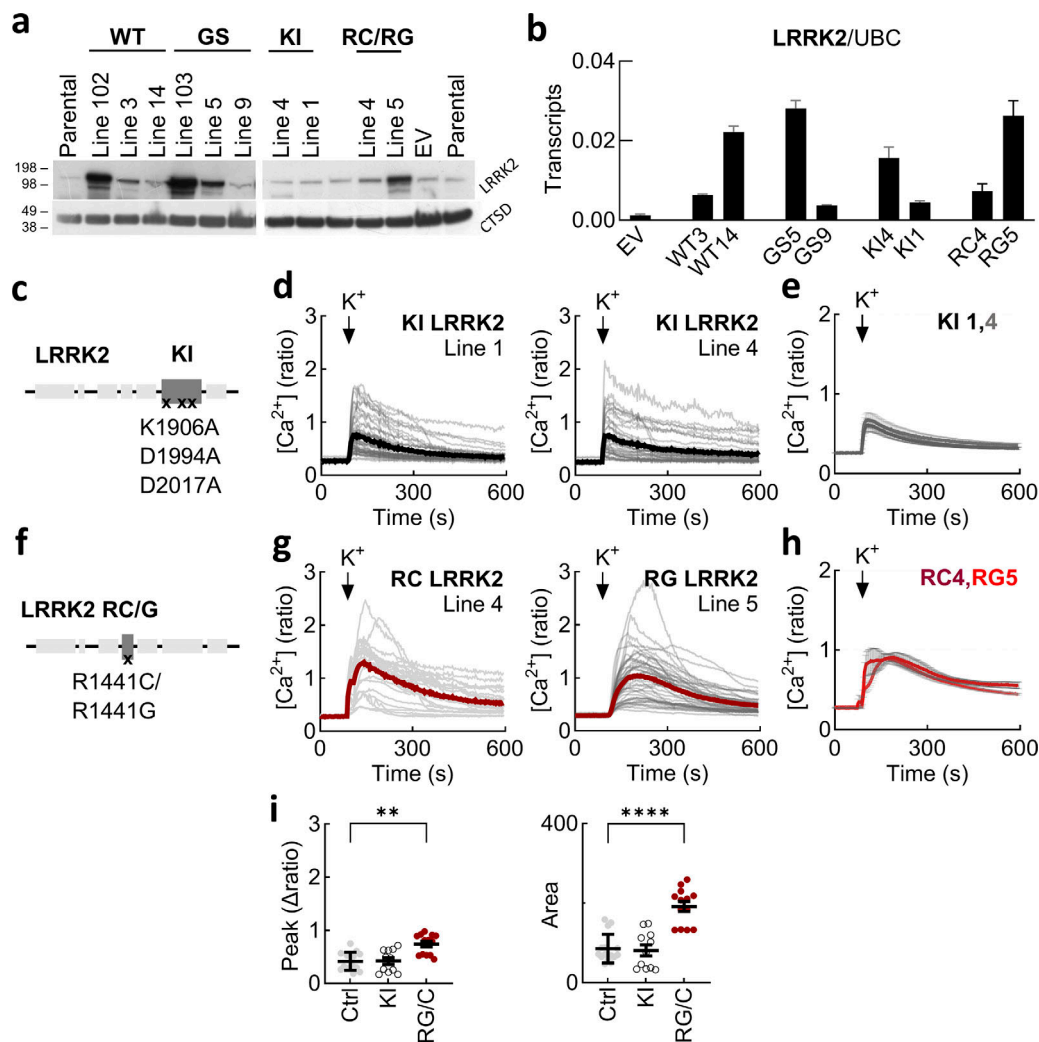 a
WT GS KI RC/RG
Parental Line 102 Line 3 Line 14 Line 103 Line 5 Line 9 Line 4 Line 1 Line 4 Line 5 EV Parental
198
98
LRRK2
49
38
CTSD
b
LRRK2/UBC
Transcripts
0.04
0.02
0.00
EV WT3 WT14 GS5 GS9 KI4 KI1 RC4 RG5
c
LRRK2 KI
x xx
K1906A
D1994A
D2017A
d
K+
KI LRRK2
Line 1
[Ca2+] (ratio)
3
2
1
0
0 300 600
Time (s)
K+
KI LRRK2
Line 4
[Ca2+] (ratio)
3
2
1
0
0 300 600
Time (s)
e
K+
KI 1,4
[Ca2+] (ratio)
2
1
0
0 300 600
Time (s)
f
LRRK2 RC/G
x
R1441C/
R1441G
g
K+
RC LRRK2
Line 4
[Ca2+] (ratio)
3
2
1
0
0 300 600
Time (s)
K+
RG LRRK2
Line 5
[Ca2+] (ratio)
3
2
1
0
0 300 600
Time (s)
h
K+
RC4,RG5
[Ca2+] (ratio)
2
1
0
0 300 600
Time (s)
i
**
Peak (Δratio)
3
2
1
0
Ctrl KI RG/C
****
Area
400
0
Ctrl KI RG/C